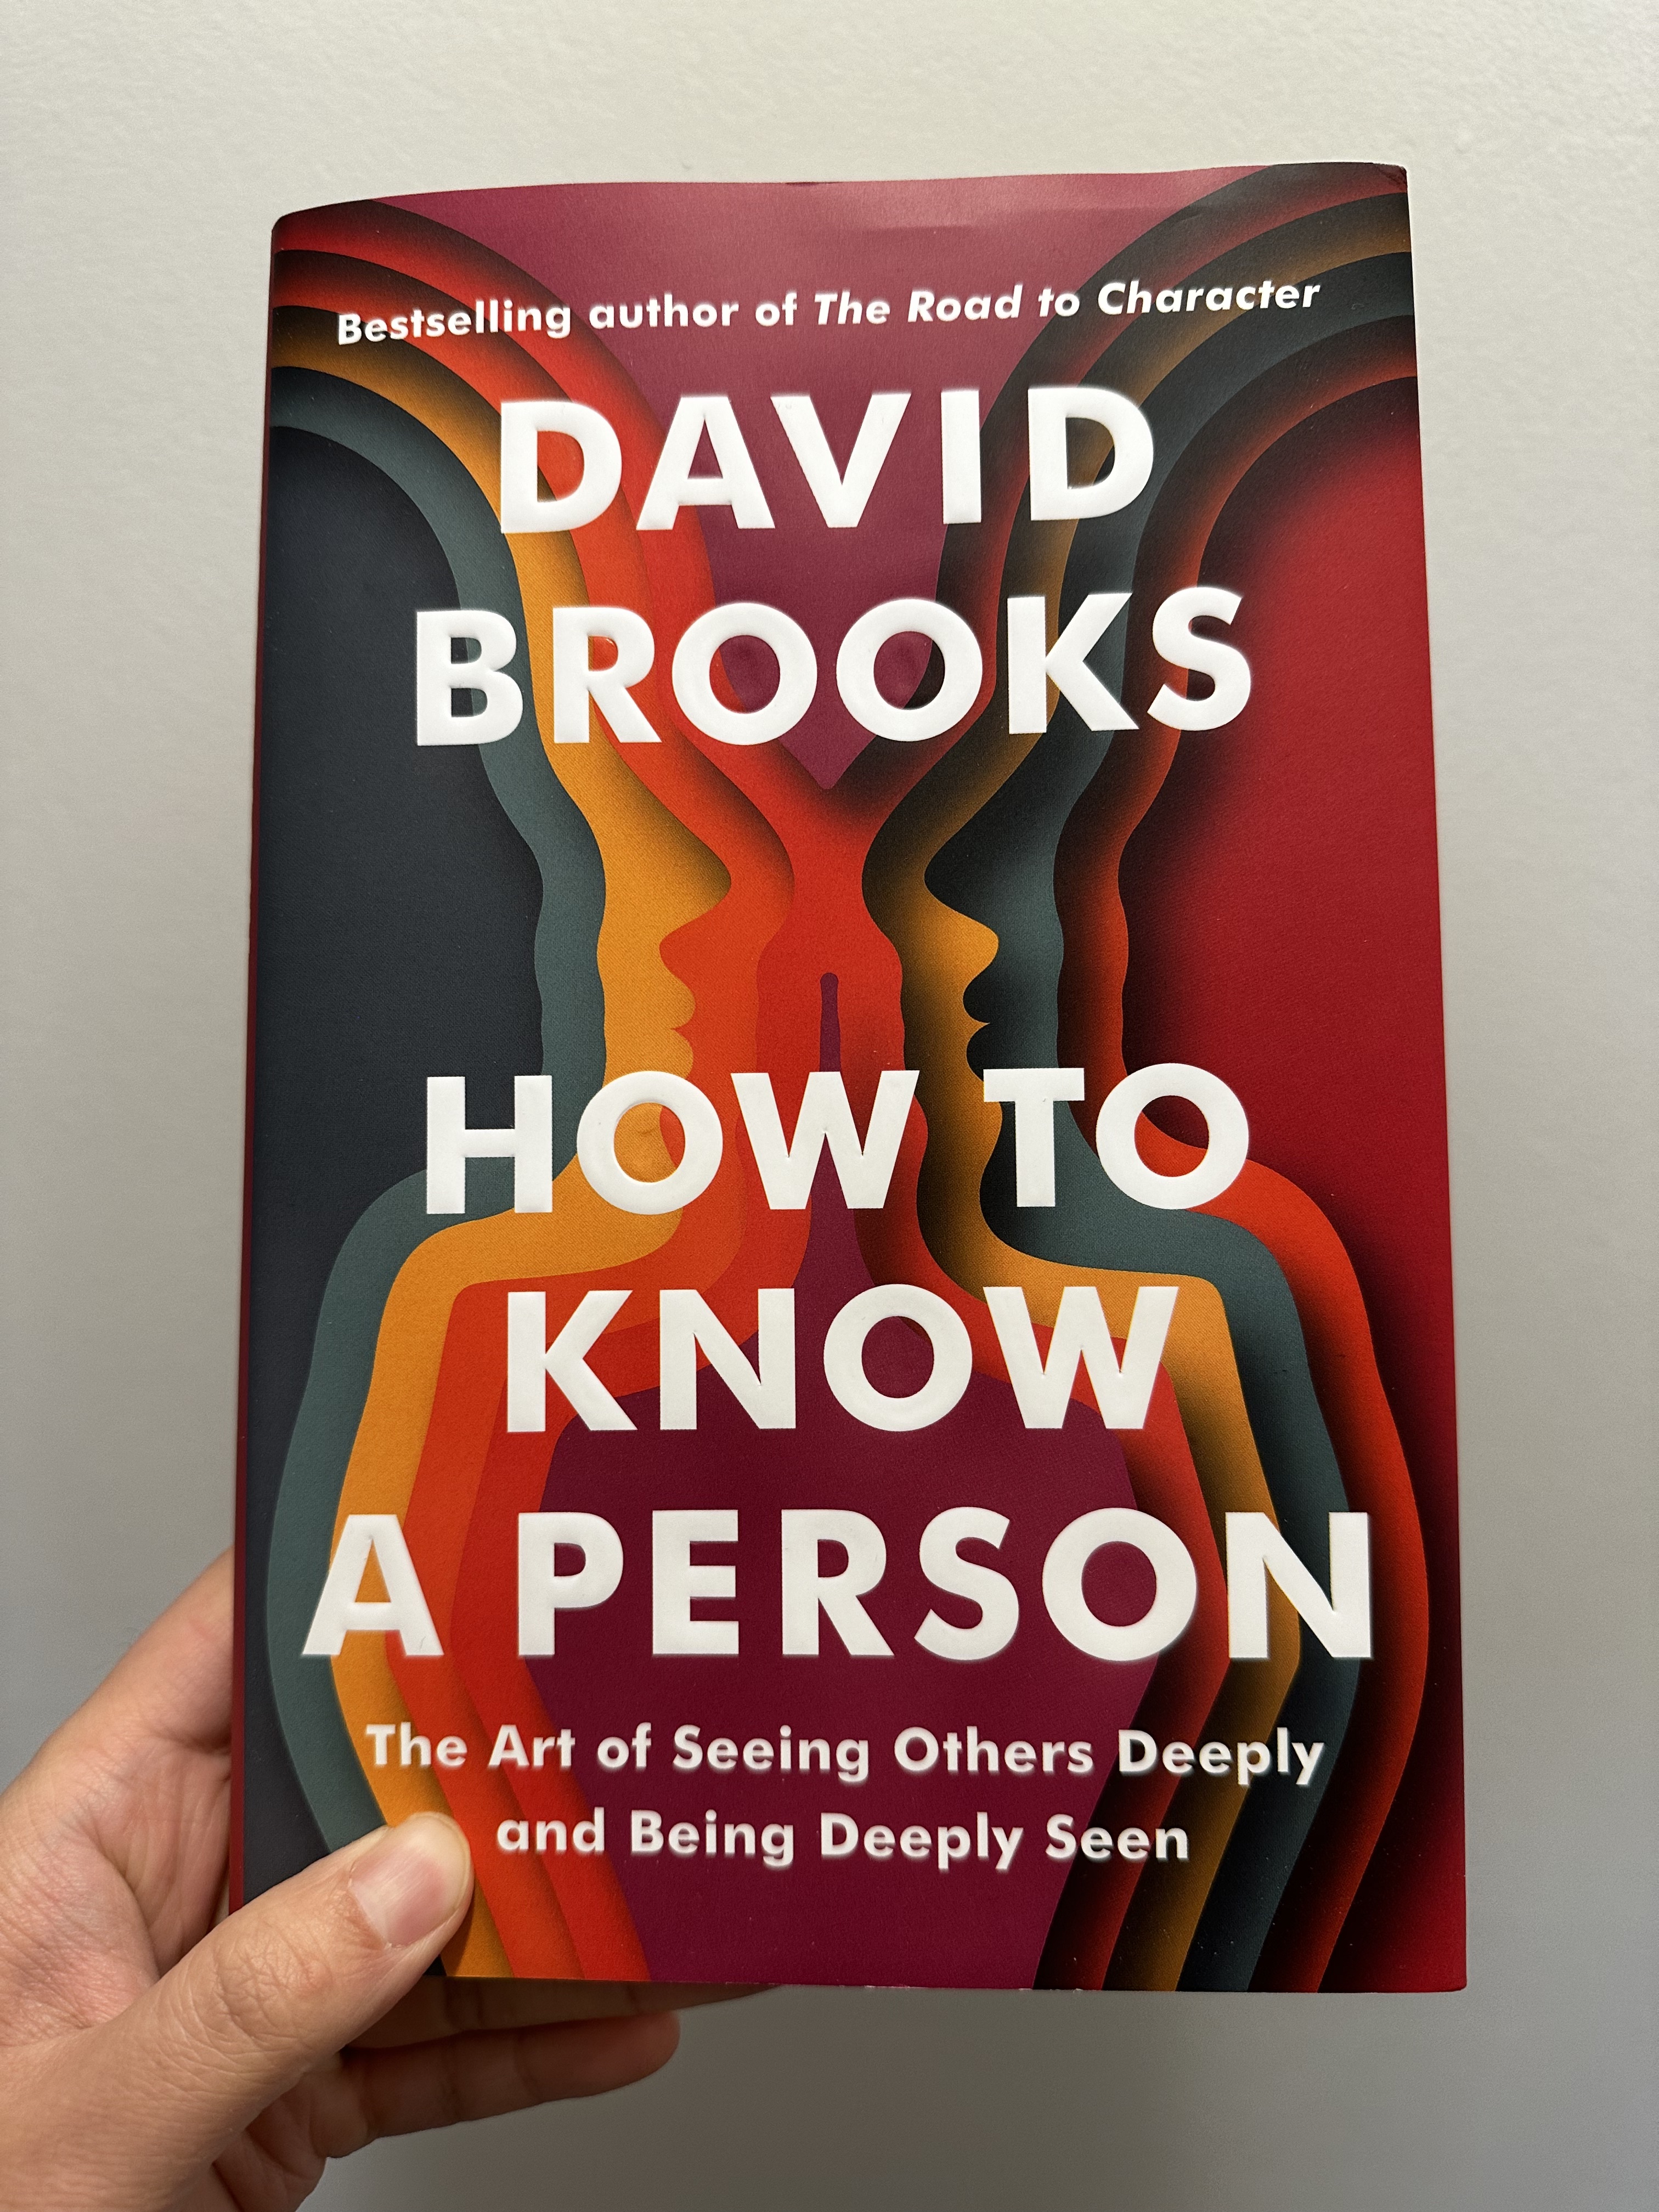 Bestselling author of The Road to Character
DAVID
BROOKS
HOW TO
KNOW
A PERSON
The Art of Seeing Others Deeply
and Being Deeply Seen